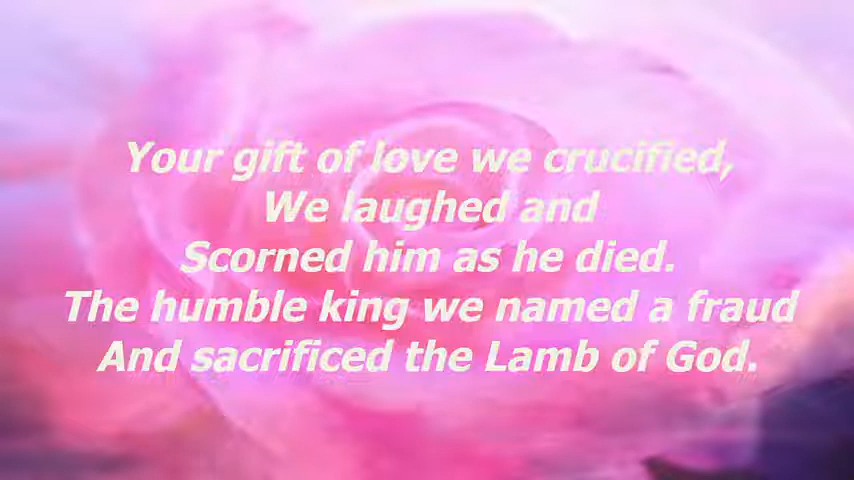 Your gift of love we crucified,
We laughed and
Scorned him as he died.
The humble king we named a fraud
And sacrificed the Lamb of God.